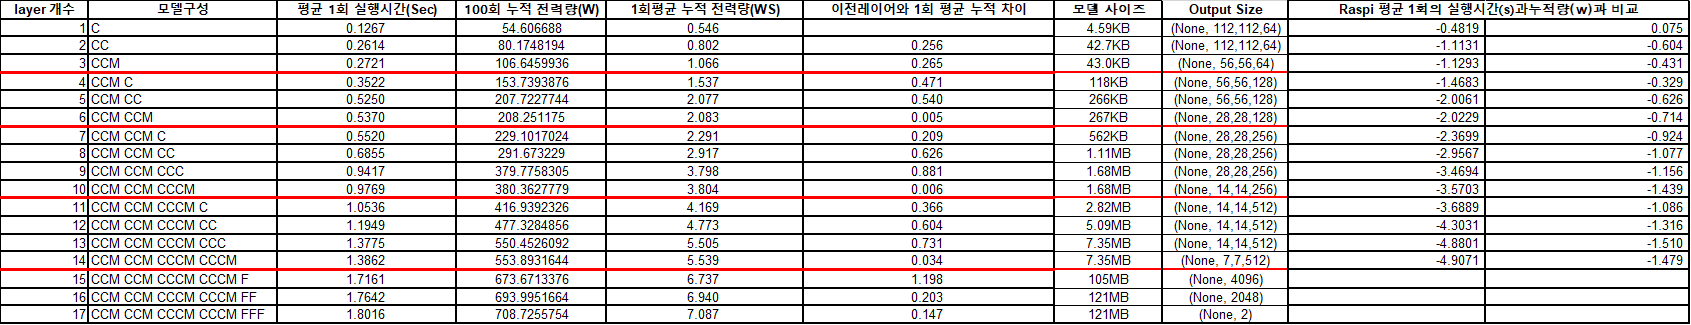 layer 개수 모델구성 평균 1회 실행시간(Sec) 100회 누적 전력량(W) 1회평균 누적 전력량(WS) 이전레이어와 1회 평균 누적 차이 모델 사이즈 Output Size Raspi 평균 1회의 실행시간(s)과누적량(w)과 비교
1 C 0.1267 54.606688 0.546 4.59KB (None, 112,112,64) -0.4819 0.075
2 CC 0.2614 80.1748194 0.802 0.256 42.7KB (None, 112,112,64) -1.1131 -0.604
3 CCM 0.2721 106.6459936 1.066 0.265 43.0KB (None, 56,56,64) -1.1293 -0.431
4 CCM C 0.3522 153.7393876 1.537 0.471 118KB (None, 56,56,128) -1.4683 -0.329
5 CCM CC 0.5250 207.7227744 2.077 0.540 266KB (None, 56,56,128) -2.0061 -0.626
6 CCM CCM 0.5370 208.251175 2.083 0.005 267KB (None, 28,28,128) -2.0229 -0.714
7 CCM CCM C 0.5520 229.1017024 2.291 0.209 562KB (None, 28,28,256) -2.3699 -0.924
8 CCM CCM CC 0.6855 291.673229 2.917 0.626 1.11MB (None, 28,28,256) -2.9567 -1.077
9 CCM CCM CCC 0.9417 379.7758305 3.798 0.881 1.68MB (None, 28,28,256) -3.4694 -1.156
10 CCM CCM CCCM 0.9769 380.3627779 3.804 0.006 1.68MB (None, 14,14,256) -3.5703 -1.439
11 CCM CCM CCCM C 1.0536 416.9392326 4.169 0.366 2.82MB (None, 14,14,512) -3.6889 -1.086
12 CCM CCM CCCM CC 1.1949 477.3284856 4.773 0.604 5.09MB (None, 14,14,512) -4.3031 -1.316
13 CCM CCM CCCM CCC 1.3775 550.4526092 5.505 0.731 7.35MB (None, 14,14,512) -4.8801 -1.510
14 CCM CCM CCCM CCCM 1.3862 553.8931644 5.539 0.034 7.35MB (None, 7,7,512) -4.9071 -1.479
15 CCM CCM CCCM CCCM F 1.7161 673.6713376 6.737 1.198 105MB (None, 4096)
16 CCM CCM CCCM CCCM FF 1.7642 693.9951664 6.940 0.203 121MB (None, 2048)
17 CCM CCM CCCM CCCM FFF 1.8016 708.7255754 7.087 0.147 121MB (None, 2)